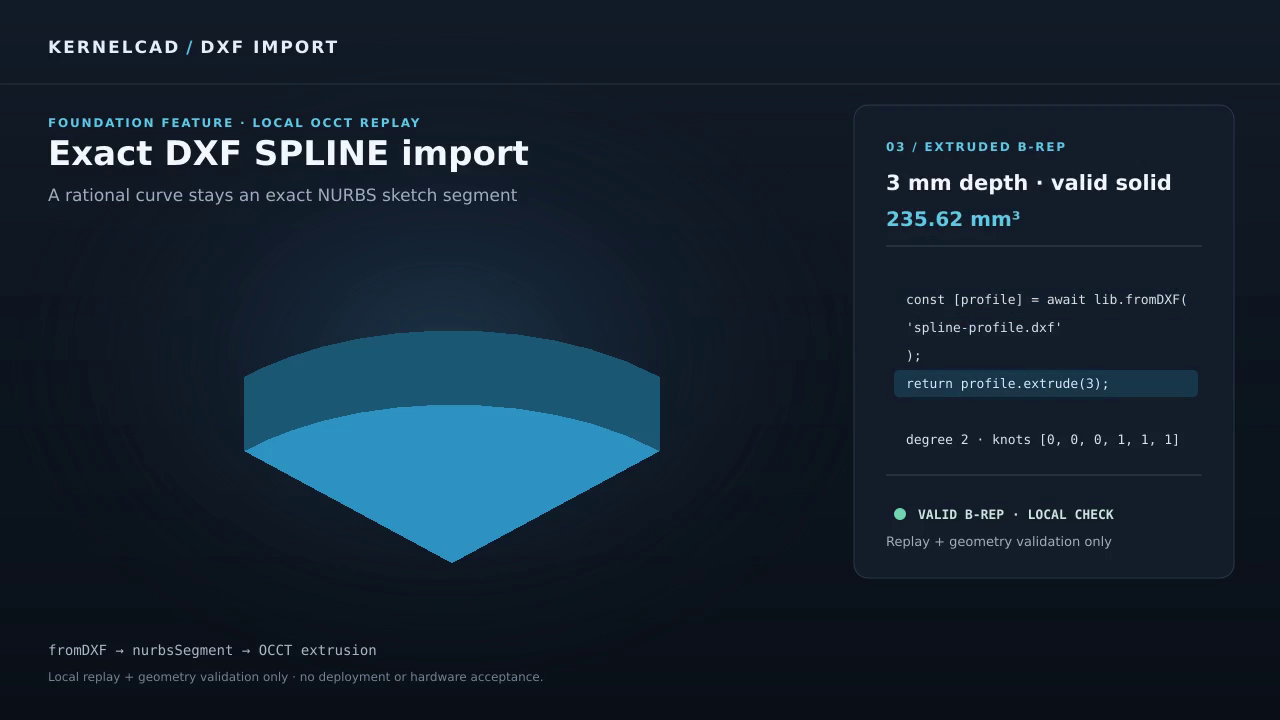 KERNELCAD / DXF IMPORT
FOUNDATION FEATURE · LOCAL OCCT REPLAY
Exact DXF SPLINE import
A rational curve stays an exact NURBS sketch segment
03 / EXTRUDED B-REP
3 mm depth · valid solid
235.62 mm³
const [profile] = await lib.fromDXF(
'spline-profile.dxf'
);
return profile.extrude(3);
degree 2 · knots [0, 0, 0, 1, 1, 1]
VALID B-REP · LOCAL CHECK
Replay + geometry validation only
fromDXF → nurbsSegment → OCCT extrusion
Local replay + geometry validation only · no deployment or hardware acceptance.